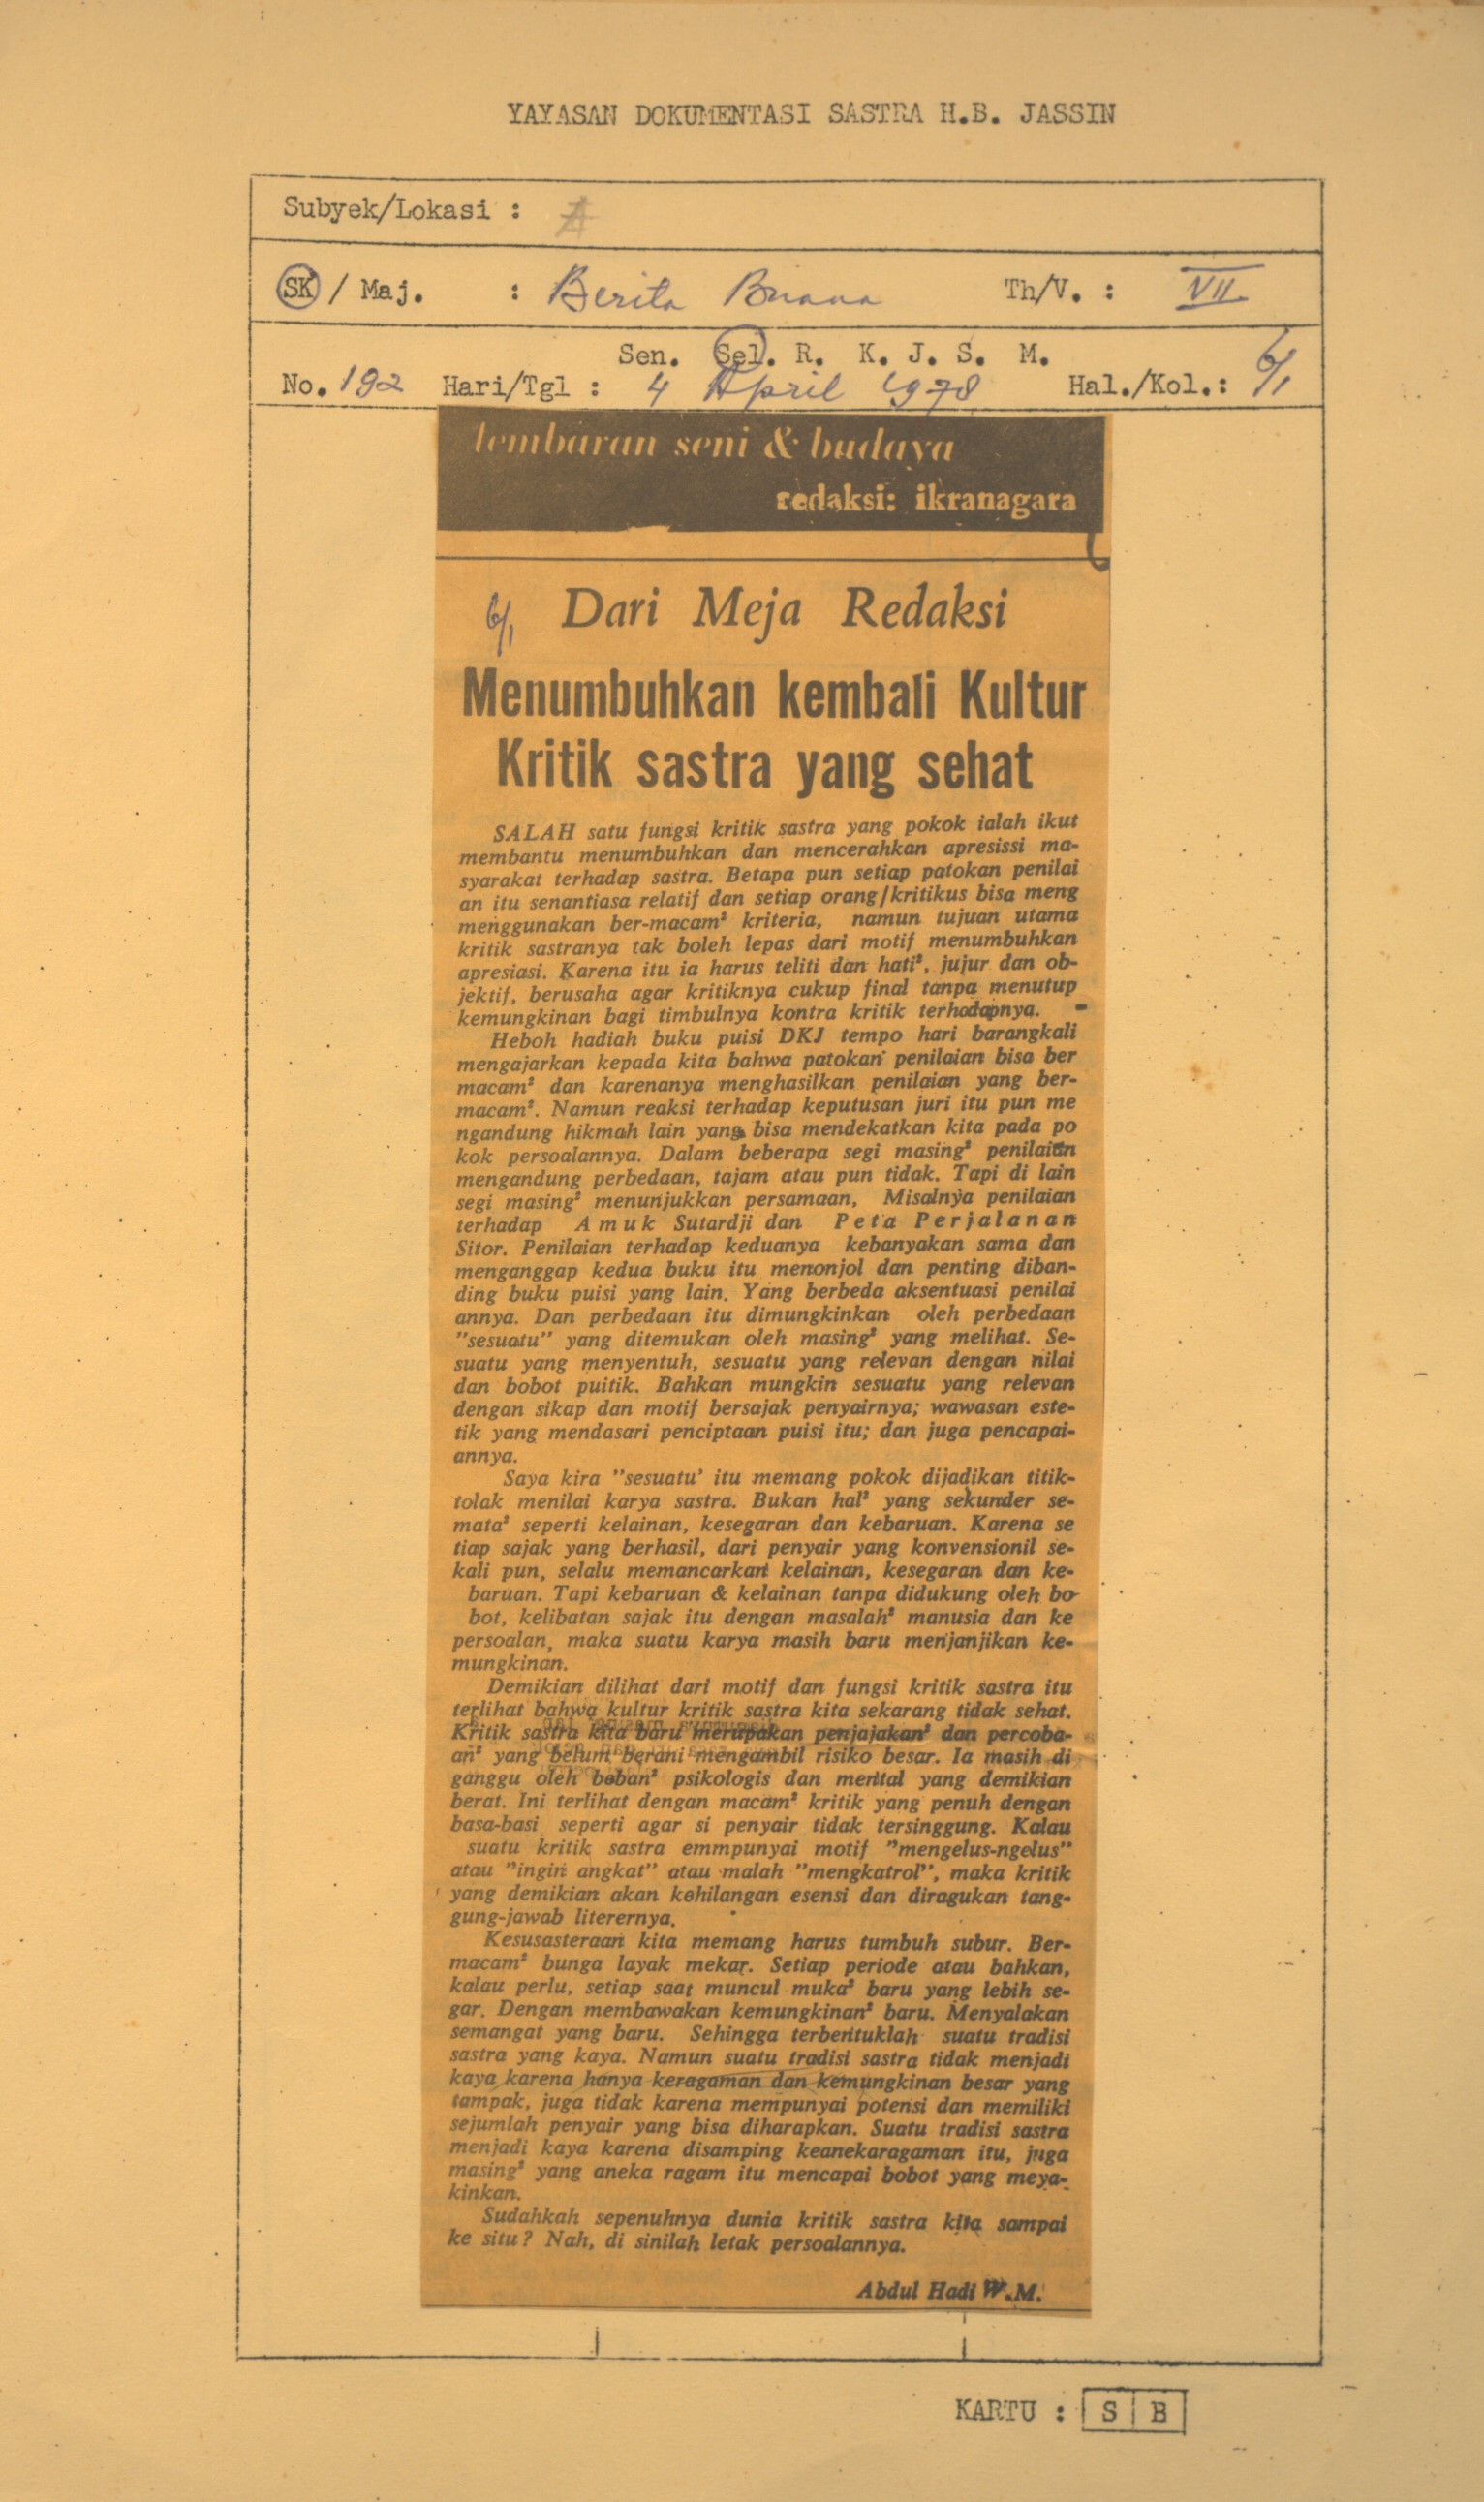 YAYASAN DOKUMENTASI SASTRA H.B. JASSIN
Subyek/Lokasi :
SK / Maj. : Berita Buana Th/V. : VII
Sen. Sel. R. K. J. S. M.
No. 192 Hari/Tgl : 4 April 1978 Hal./Kol.: 6/1
lembaran seni & budaya
redaksi: ikranagara
6/1 Dari Meja Redaksi
Menumbuhkan kembali Kultur
Kritik sastra yang sehat
SALAH satu fungsi kritik sastra yang pokok ialah ikut
membantu menumbuhkan dan mencerahkan apresissi ma-
syarakat terhadap sastra. Betapa pun setiap patokan penilai
an itu senantiasa relatif dan setiap orang/kritikus bisa meng
menggunakan ber-macam² kriteria, namun tujuan utama
kritik sastranya tak boleh lepas dari motif menumbuhkan
apresiasi. Karena itu ia harus teliti dan hati², jujur dan ob-
jektif, berusaha agar kritiknya cukup final tanpa menutup
kemungkinan bagi timbulnya kontra kritik terhadapnya. -
Heboh hadiah buku puisi DKJ tempo hari barangkali
mengajarkan kepada kita bahwa patokan penilaian bisa ber
macam² dan karenanya menghasilkan penilaian yang ber-
macam². Namun reaksi terhadap keputusan juri itu pun me
ngandung hikmah lain yang bisa mendekatkan kita pada po
kok persoalannya. Dalam beberapa segi masing² penilaian
mengandung perbedaan, tajam atau pun tidak. Tapi di lain
segi masing² menunjukkan persamaan, Misalnya penilaian
terhadap Amuk Sutardji dan Peta Perjalanan
Sitor. Penilaian terhadap keduanya kebanyakan sama dan
menganggap kedua buku itu menonjol dan penting diban-
ding buku puisi yang lain. Yang berbeda aksentuasi penilai
annya. Dan perbedaan itu dimungkinkan oleh perbedaan
"sesuatu" yang ditemukan oleh masing² yang melihat. Se-
suatu yang menyentuh, sesuatu yang relevan dengan nilai
dan bobot puitik. Bahkan mungkin sesuatu yang relevan
dengan sikap dan motif bersajak penyairnya; wawasan este-
tik yang mendasari penciptaan puisi itu; dan juga pencapai-
annya.
Saya kira "sesuatu' itu memang pokok dijadikan titik-
tolak menilai karya sastra. Bukan hal² yang sekunder se-
mata² seperti kelainan, kesegaran dan kebaruan. Karena se
tiap sajak yang berhasil, dari penyair yang konvensionil se-
kali pun, selalu memancarkan kelainan, kesegaran dan ke-
baruan. Tapi kebaruan & kelainan tanpa didukung oleh bo-
bot, kelibatan sajak itu dengan masalah² manusia dan ke
persoalan, maka suatu karya masih baru menjanjikan ke-
mungkinan.
Demikian dilihat dari motif dan fungsi kritik sastra itu
terlihat bahwa kultur kritik sastra kita sekarang tidak sehat.
Kritik sastra kita baru merupakan penjajakan² dan percoba-
an² yang belum berani mengambil risiko besar. Ia masih di
ganggu oleh beban² psikologis dan mental yang demikian
berat. Ini terlihat dengan macam² kritik yang penuh dengan
basa-basi seperti agar si penyair tidak tersinggung. Kalau
suatu kritik sastra emmpunyai motif "mengelus-ngelus"
atau "ingin angkat" atau malah "mengkatrol", maka kritik
yang demikian akan kehilangan esensi dan diragukan tang-
gung-jawab literernya.
Kesusasteraan kita memang harus tumbuh subur. Ber-
macam² bunga layak mekar. Setiap periode atau bahkan,
kalau perlu, setiap saat muncul muka² baru yang lebih se-
gar. Dengan membawakan kemungkinan² baru. Menyalakan
semangat yang baru. Sehingga terbentuklah suatu tradisi
sastra yang kaya. Namun suatu tradisi sastra tidak menjadi
kaya karena hanya keragaman dan kemungkinan besar yang
tampak, juga tidak karena mempunyai potensi dan memiliki
sejumlah penyair yang bisa diharapkan. Suatu tradisi sastra
menjadi kaya karena disamping keanekaragaman itu, juga
masing² yang aneka ragam itu mencapai bobot yang meya-
kinkan.
Sudahkah sepenuhnya dunia kritik sastra kita sampai
ke situ? Nah, di sinilah letak persoalannya.
Abdul Hadi W.M.
KARTU : S B